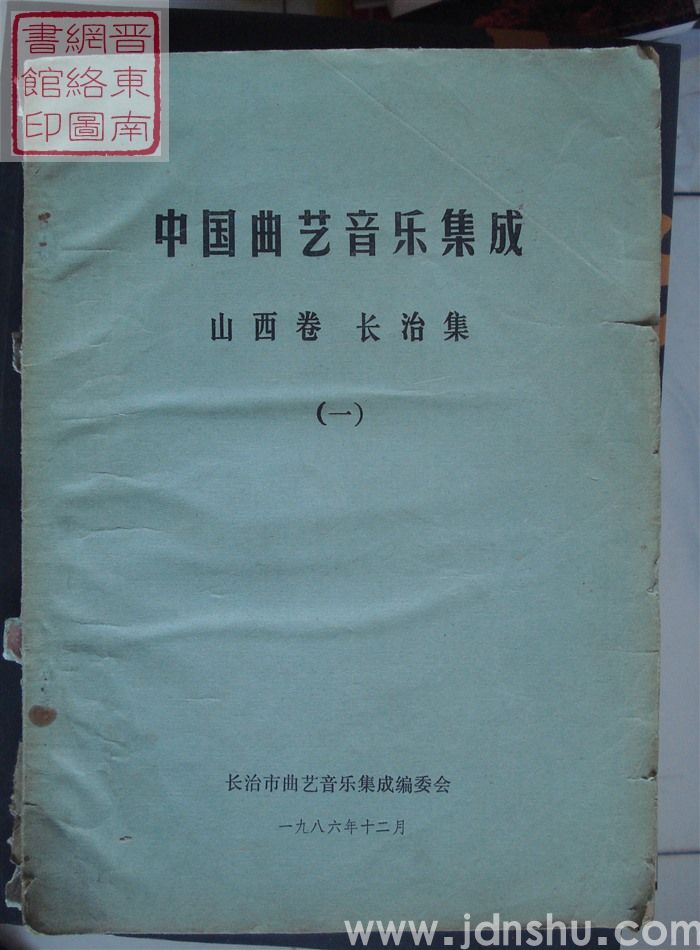 晋東南
網絡圖
書館印
中国曲艺音乐集成
山西卷 长治集
(一)
长治市曲艺音乐集成编委会
一九八六年十二月
www.jdnshu.com